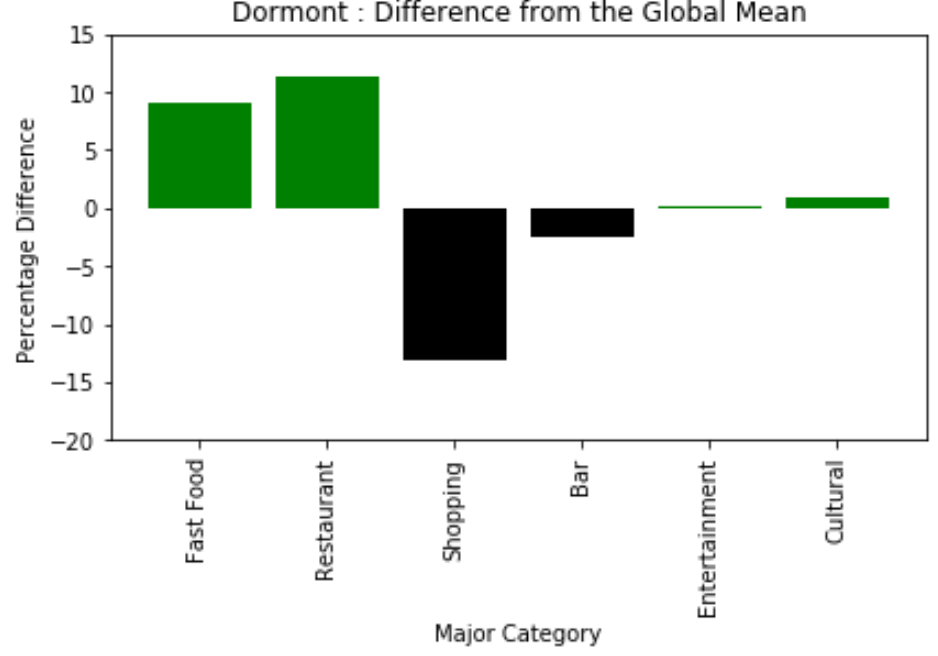 Dormont : Difference from the Global Mean
Percentage Difference
15
10
5
0
−5
−10
−15
−20
Fast Food
Restaurant
Shopping
Bar
Entertainment
Cultural
Major Category